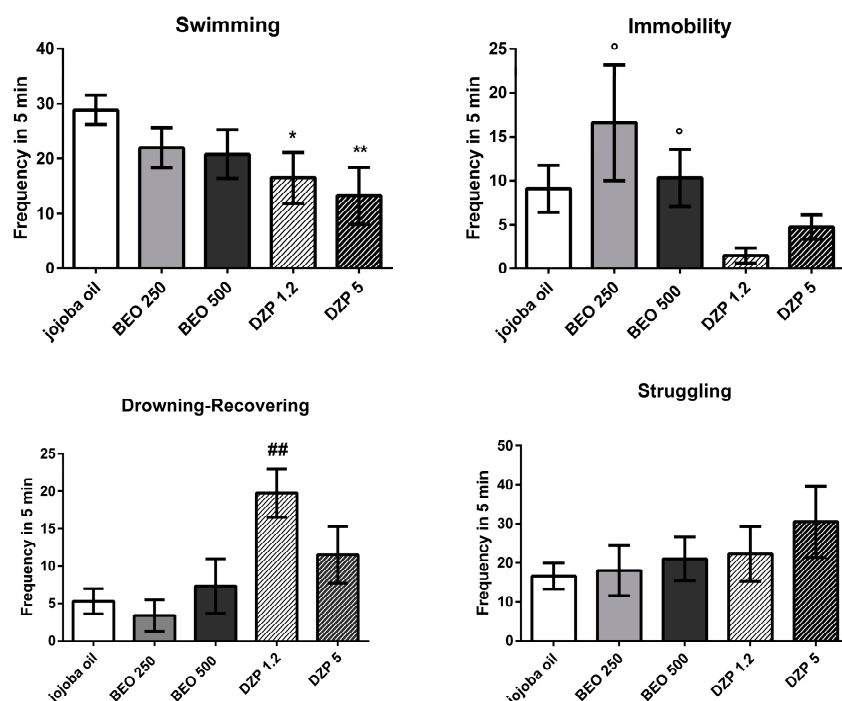 Swimming
Frequency in 5 min
40
30
20
10
0
*
**
jojoba oil
BEO 250
BEO 500
DZP 1.2
DZP 5
Immobility
Frequency in 5 min
25
20
15
10
5
0
°
°
jojoba oil
BEO 250
BEO 500
DZP 1.2
DZP 5
Drowning-Recovering
Frequency in 5 min
25
20
15
10
5
0
##
jojoba oil
BEO 250
BEO 500
DZP 1.2
DZP 5
Struggling
Frequency in 5 min
50
40
30
20
10
0
jojoba oil
BEO 250
BEO 500
DZP 1.2
DZP 5